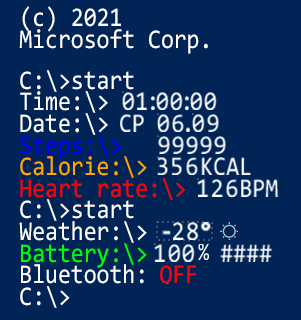 (c) 2021
Microsoft Corp.
C:\>start
Time:\> 01:00:00
Date:\> CP 06.09
Steps:\> 99999
Calorie:\> 356KCAL
Heart rate:\> 126BPM
C:\>start
Weather:\> -28°
Battery:\> 100% ####
Bluetooth: OFF
C:\>